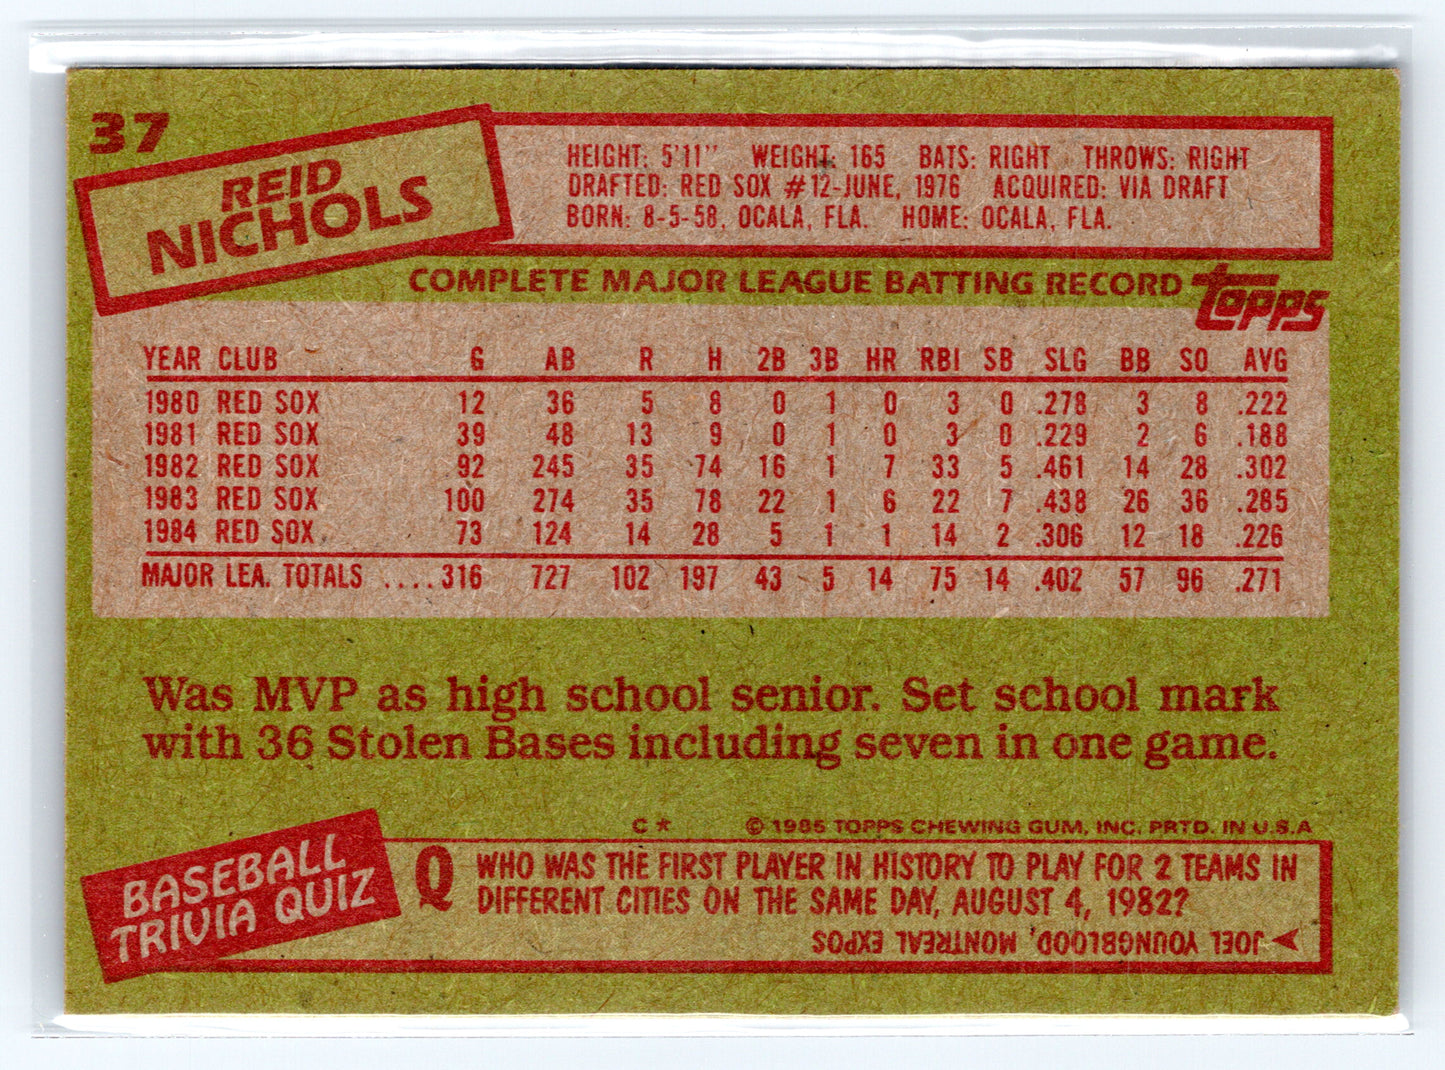 37
REID
NICHOLS
HEIGHT: 5'11" WEIGHT: 165 BATS: RIGHT THROWS: RIGHT
DRAFTED: RED SOX #12-JUNE, 1976 ACQUIRED: VIA DRAFT
BORN: 8-5-58, OCALA, FLA. HOME: OCALA, FLA.
COMPLETE MAJOR LEAGUE BATTING RECORD
topps
YEAR CLUB G AB R H 2B 3B HR RBI SB SLG BB SO AVG
1980 RED SOX 12 36 5 8 0 1 0 3 0 .278 3 8 .222
1981 RED SOX 39 48 13 9 0 1 0 3 0 .229 2 6 .188
1982 RED SOX 92 245 35 74 16 1 7 33 5 .461 14 28 .302
1983 RED SOX 100 274 35 78 22 1 6 22 7 .438 26 36 .285
1984 RED SOX 73 124 14 28 5 1 1 14 2 .306 12 18 .226
MAJOR LEA. TOTALS ....316 727 102 197 43 5 14 75 14 .402 57 96 .271
Was MVP as high school senior. Set school mark
with 36 Stolen Bases including seven in one game.
C* © 1985 TOPPS CHEWING GUM, INC. PRTD. IN U.S.A
BASEBALL
TRIVIA QUIZ
Q WHO WAS THE FIRST PLAYER IN HISTORY TO PLAY FOR 2 TEAMS IN
DIFFERENT CITIES ON THE SAME DAY, AUGUST 4, 1982?
JOEL YOUNGBLOOD, MONTREAL EXPOS